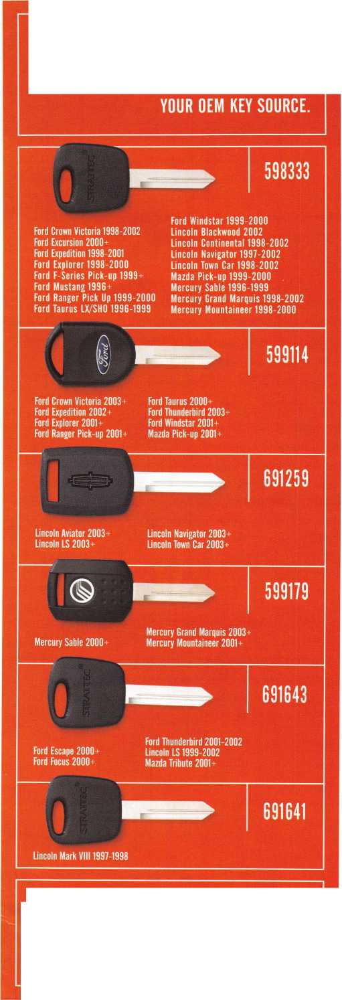 YOUR OEM KEY SOURCE.
STRATTEC®
598333
Ford Crown Victoria 1998-2002
Ford Excursion 2000+
Ford Expedition 1998-2001
Ford Explorer 1998-2000
Ford F-Series Pick-up 1999+
Ford Mustang 1996+
Ford Ranger Pick Up 1999-2000
Ford Taurus LX/SHO 1996-1999
Ford Windstar 1999-2000
Lincoln Blackwood 2002
Lincoln Continental 1998-2002
Lincoln Navigator 1997-2002
Lincoln Town Car 1998-2002
Mazda Pick-up 1999-2000
Mercury Sable 1996-1999
Mercury Grand Marquis 1998-2002
Mercury Mountaineer 1998-2000
Ford
599114
Ford Crown Victoria 2003+
Ford Expedition 2002+
Ford Explorer 2001+
Ford Ranger Pick-up 2001+
Ford Taurus 2000+
Ford Thunderbird 2003+
Ford Windstar 2001+
Mazda Pick-up 2001+
691259
Lincoln Aviator 2003+
Lincoln LS 2003+
Lincoln Navigator 2003+
Lincoln Town Car 2003+
599179
Mercury Sable 2000+
Mercury Grand Marquis 2003+
Mercury Mountaineer 2001+
STRATTEC®
691643
Ford Escape 2000+
Ford Focus 2000+
Ford Thunderbird 2001-2002
Lincoln LS 1999-2002
Mazda Tribute 2001+
STRATTEC®
691641
Lincoln Mark VIII 1997-1998